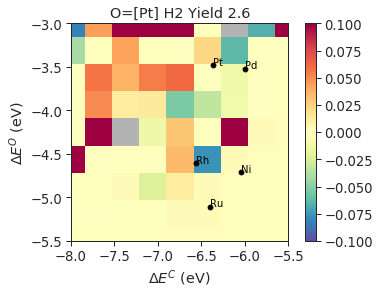 O=[Pt] H2 Yield 2.6
−3.0
−3.5
−4.0
−4.5
−5.0
−5.5
ΔE^O (eV)
−8.0 −7.5 −7.0 −6.5 −6.0 −5.5
ΔE^C (eV)
Pt
Pd
Rh
Ni
Ru
0.100
0.075
0.050
0.025
0.000
−0.025
−0.050
−0.075
−0.100